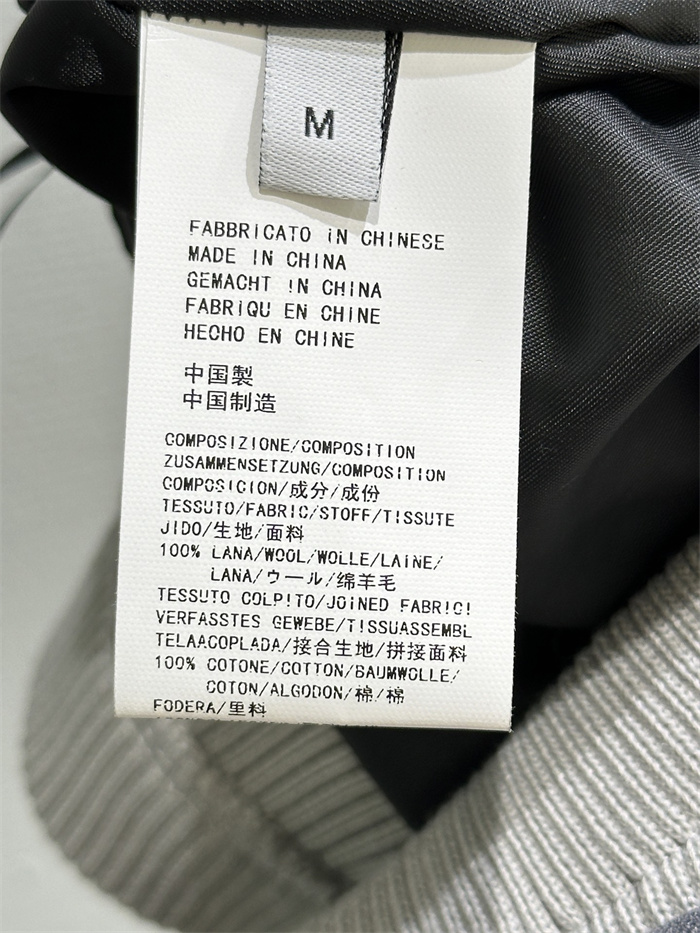 M
FABBRICATO IN CHINESE
MADE IN CHINA
GEMACHT IN CHINA
FABRIQU EN CHINE
HECHO EN CHINE
中国製
中国制造
COMPOSIZIONE/COMPOSITION
ZUSAMMENSETZUNG/COMPOSITION
COMPOSICION/成分/成份
TESSUTO/FABRIC/STOFF/TISSUTE
JIDO/生地/面料
100% LANA/WOOL/WOLLE/LAINE/
LANA/ウール/绵羊毛
TESSUTO COLPITO/JOINED FABRICI
VERFASSTES GEWEBE/TISSUASSEMBL
TELAACOPLADA/接合生地/拼接面料
100% COTONE/COTTON/BAUMWOLLE/
COTON/ALGODON/棉/棉
FODERA/里料